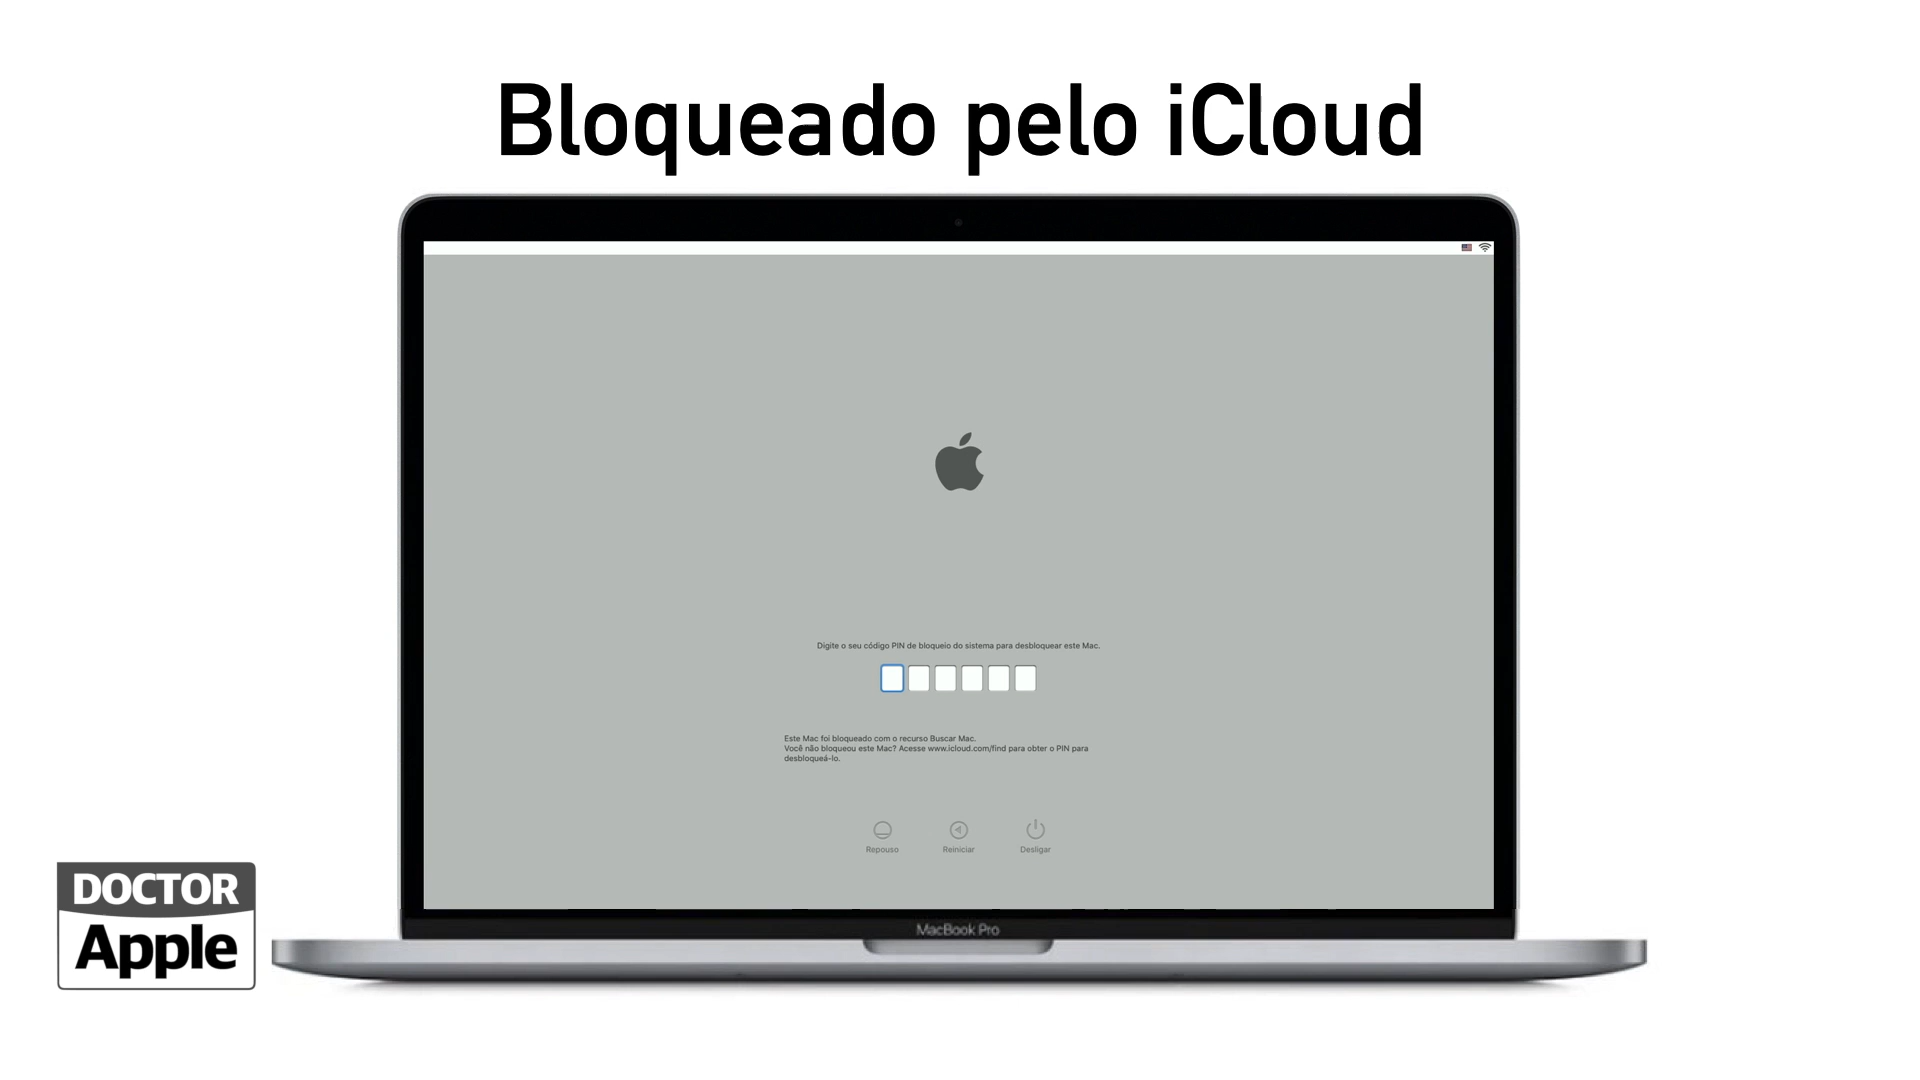 Bloqueado pelo iCloud
Digite o seu código PIN de bloqueio do sistema para desbloquear este Mac.
Este Mac foi bloqueado com o recurso Buscar Mac.
Você não bloqueou este Mac? Acesse www.icloud.com/find para obter o PIN para
desbloqueá-lo.
Repouso Reiniciar Desligar
MacBook Pro
DOCTOR
Apple